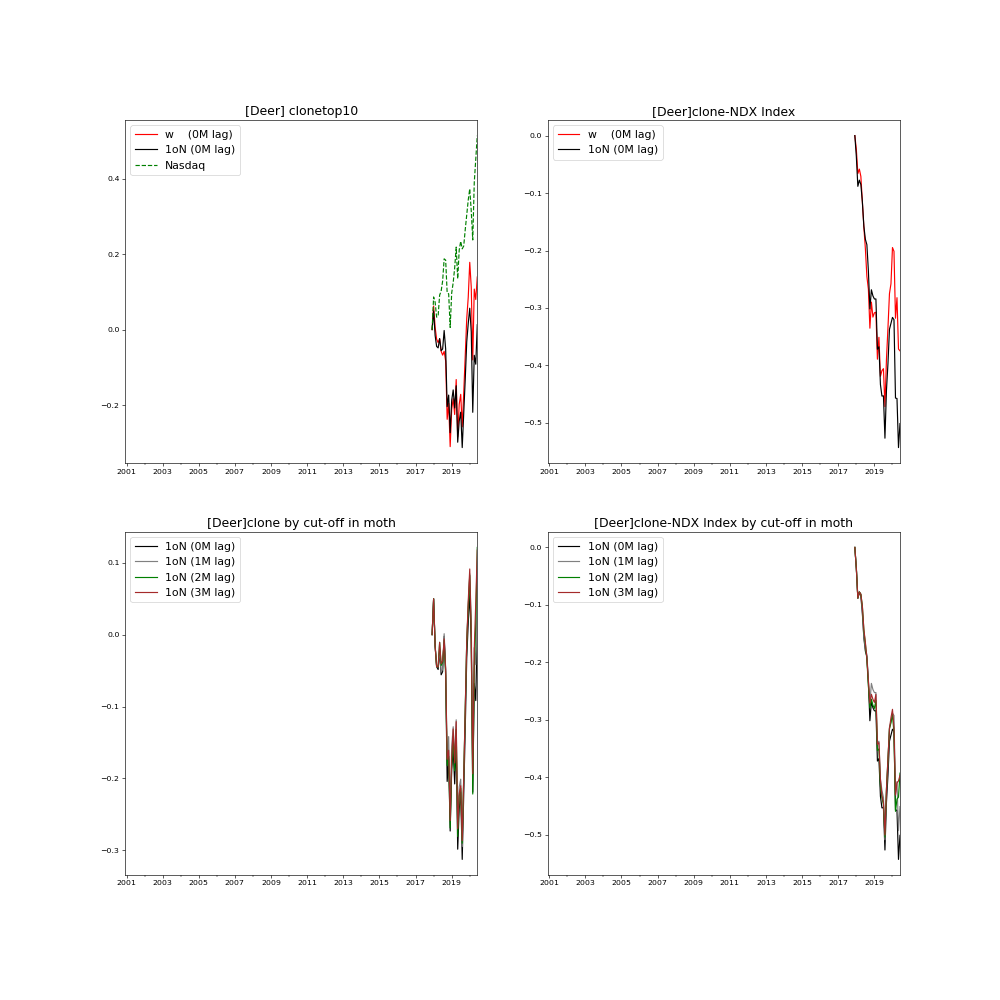 [Deer] clonetop10
w    (0M lag)
1oN (0M lag)
Nasdaq
0.4
0.2
0.0
−0.2
2001 2003 2005 2007 2009 2011 2013 2015 2017 2019
[Deer]clone-NDX Index
w    (0M lag)
1oN (0M lag)
0.0
−0.1
−0.2
−0.3
−0.4
−0.5
2001 2003 2005 2007 2009 2011 2013 2015 2017 2019
[Deer]clone by cut-off in moth
1oN (0M lag)
1oN (1M lag)
1oN (2M lag)
1oN (3M lag)
0.1
0.0
−0.1
−0.2
−0.3
2001 2003 2005 2007 2009 2011 2013 2015 2017 2019
[Deer]clone-NDX Index by cut-off in moth
1oN (0M lag)
1oN (1M lag)
1oN (2M lag)
1oN (3M lag)
0.0
−0.1
−0.2
−0.3
−0.4
−0.5
2001 2003 2005 2007 2009 2011 2013 2015 2017 2019